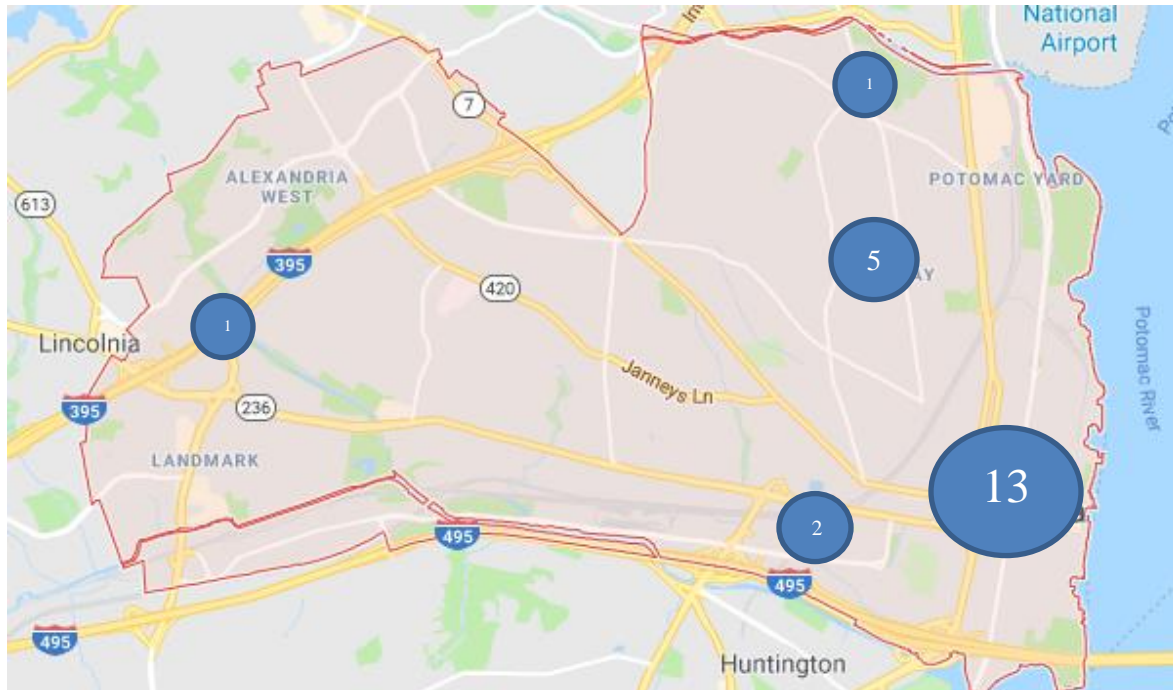 National
Airport
1
7
ALEXANDRIA
WEST
POTOMAC YARD
613
395
5
AY
420
Potomac River
1
Lincolnia
Janneys Ln
395
236
LANDMARK
13
2
495
495
495
Huntington